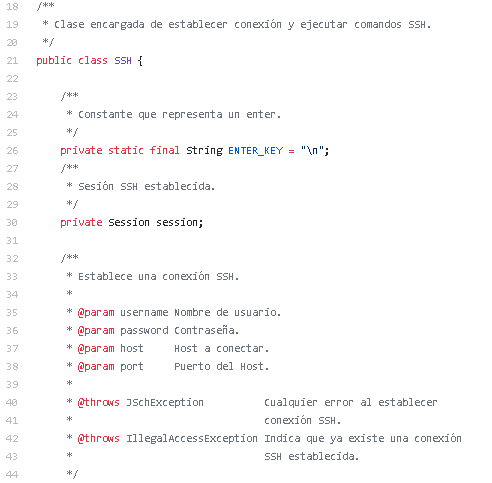 18 /**
19  * Clase encargada de establecer conexión y ejecutar comandos SSH.
20  */
21 public class SSH {
22
23     /**
24      * Constante que representa un enter.
25      */
26     private static final String ENTER_KEY = "\n";
27     /**
28      * Sesión SSH establecida.
29      */
30     private Session session;
31
32     /**
33      * Establece una conexión SSH.
34      *
35      * @param username Nombre de usuario.
36      * @param password Contraseña.
37      * @param host     Host a conectar.
38      * @param port     Puerto del Host.
39      *
40      * @throws JSchException          Cualquier error al establecer
41      *                                conexión SSH.
42      * @throws IllegalAccessException Indica que ya existe una conexión
43      *                                SSH establecida.
44      */